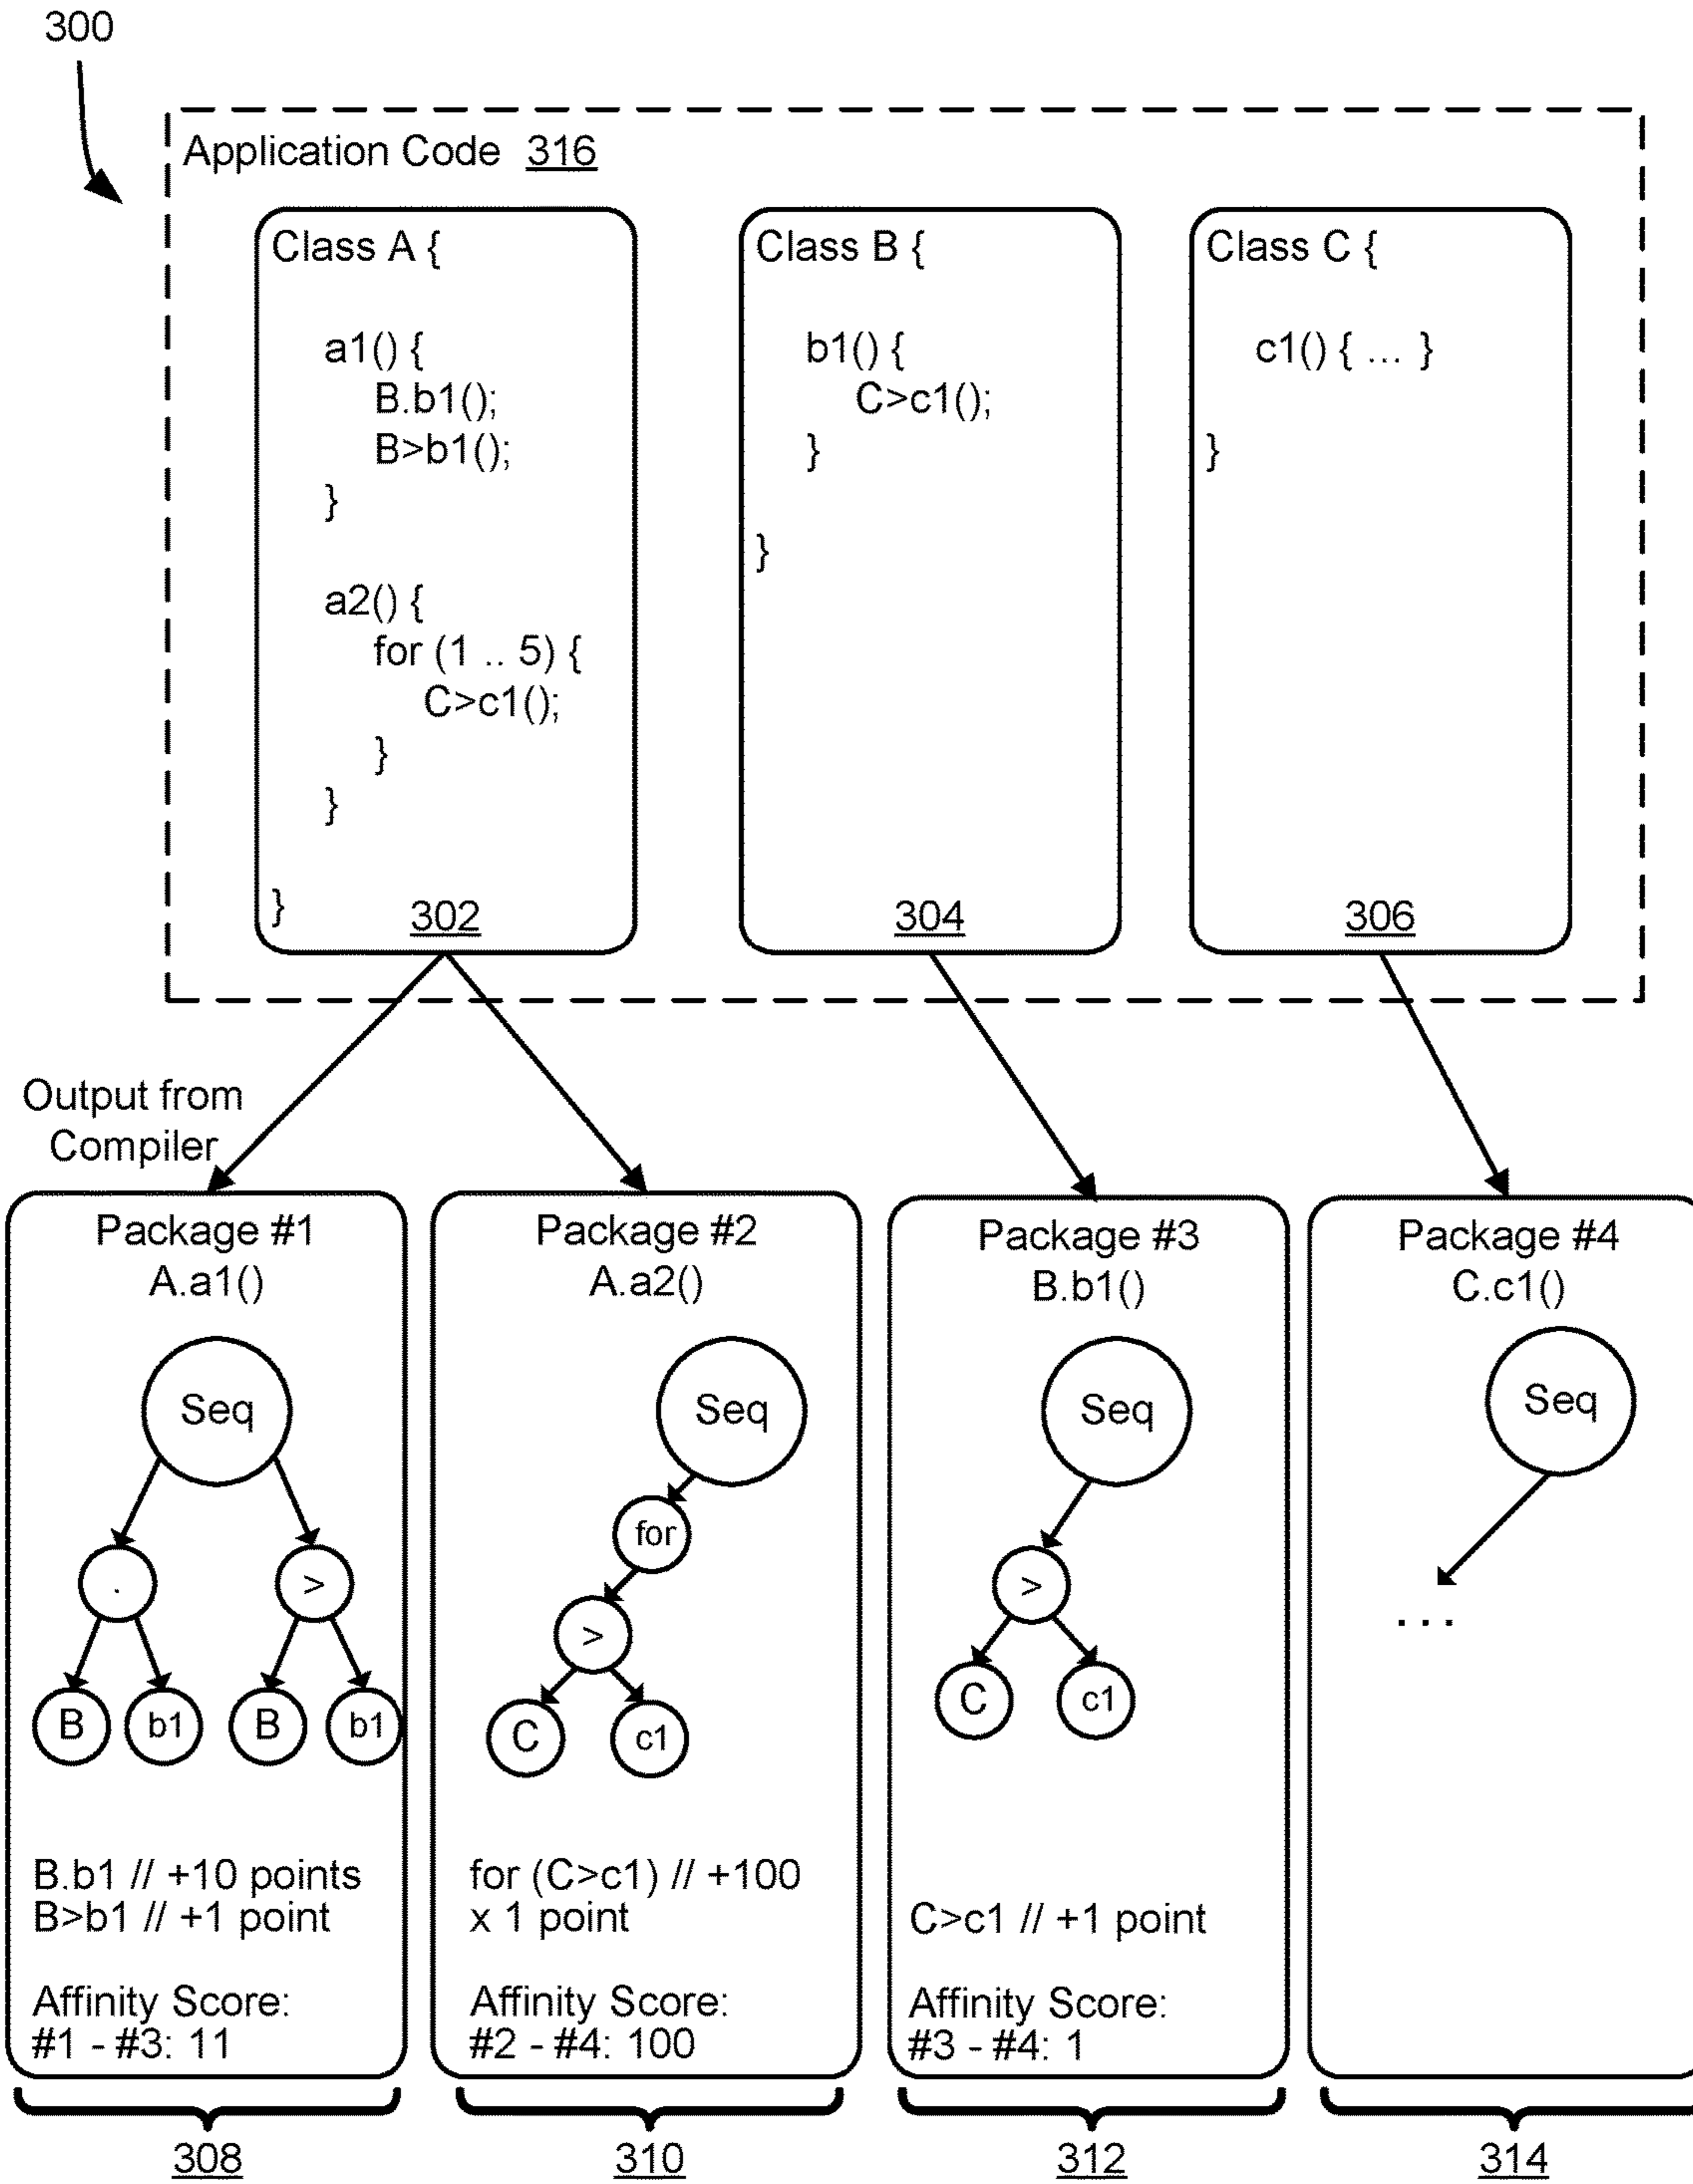 300
Application Code 316
Class A {
a1() {
B.b1();
B>b1();
}
a2() {
for (1 .. 5) {
C>c1();
}
}
}
302
Class B {
b1() {
C>c1();
}
}
304
Class C {
c1() { ... }
}
306
Output from
Compiler
Package #1
A.a1()
Seq
.
>
B
b1
B
b1
B.b1 // +10 points
B>b1 // +1 point
Affinity Score:
#1 - #3: 11
308
Package #2
A.a2()
Seq
for
>
C
c1
for (C>c1) // +100
x 1 point
Affinity Score:
#2 - #4: 100
310
Package #3
B.b1()
Seq
>
C
c1
C>c1 // +1 point
Affinity Score:
#3 - #4: 1
312
Package #4
C.c1()
Seq
...
314